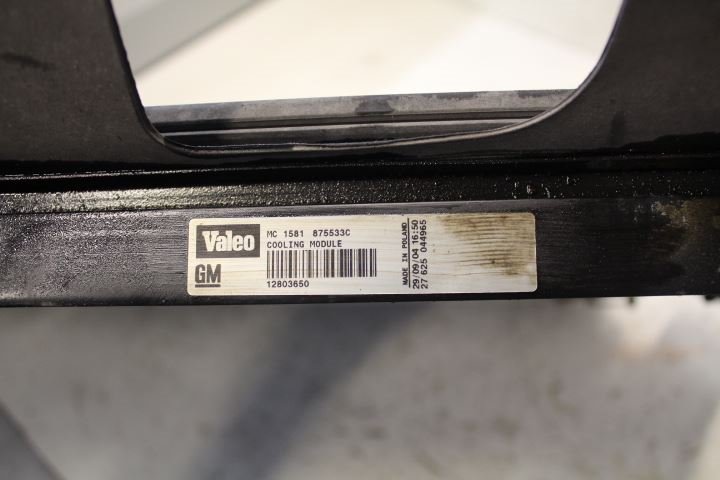 Valeo
GM
MC 1581 875533C
COOLING MODULE
12803650
MADE IN POLAND
29/09/04 16:50
27 625 044965